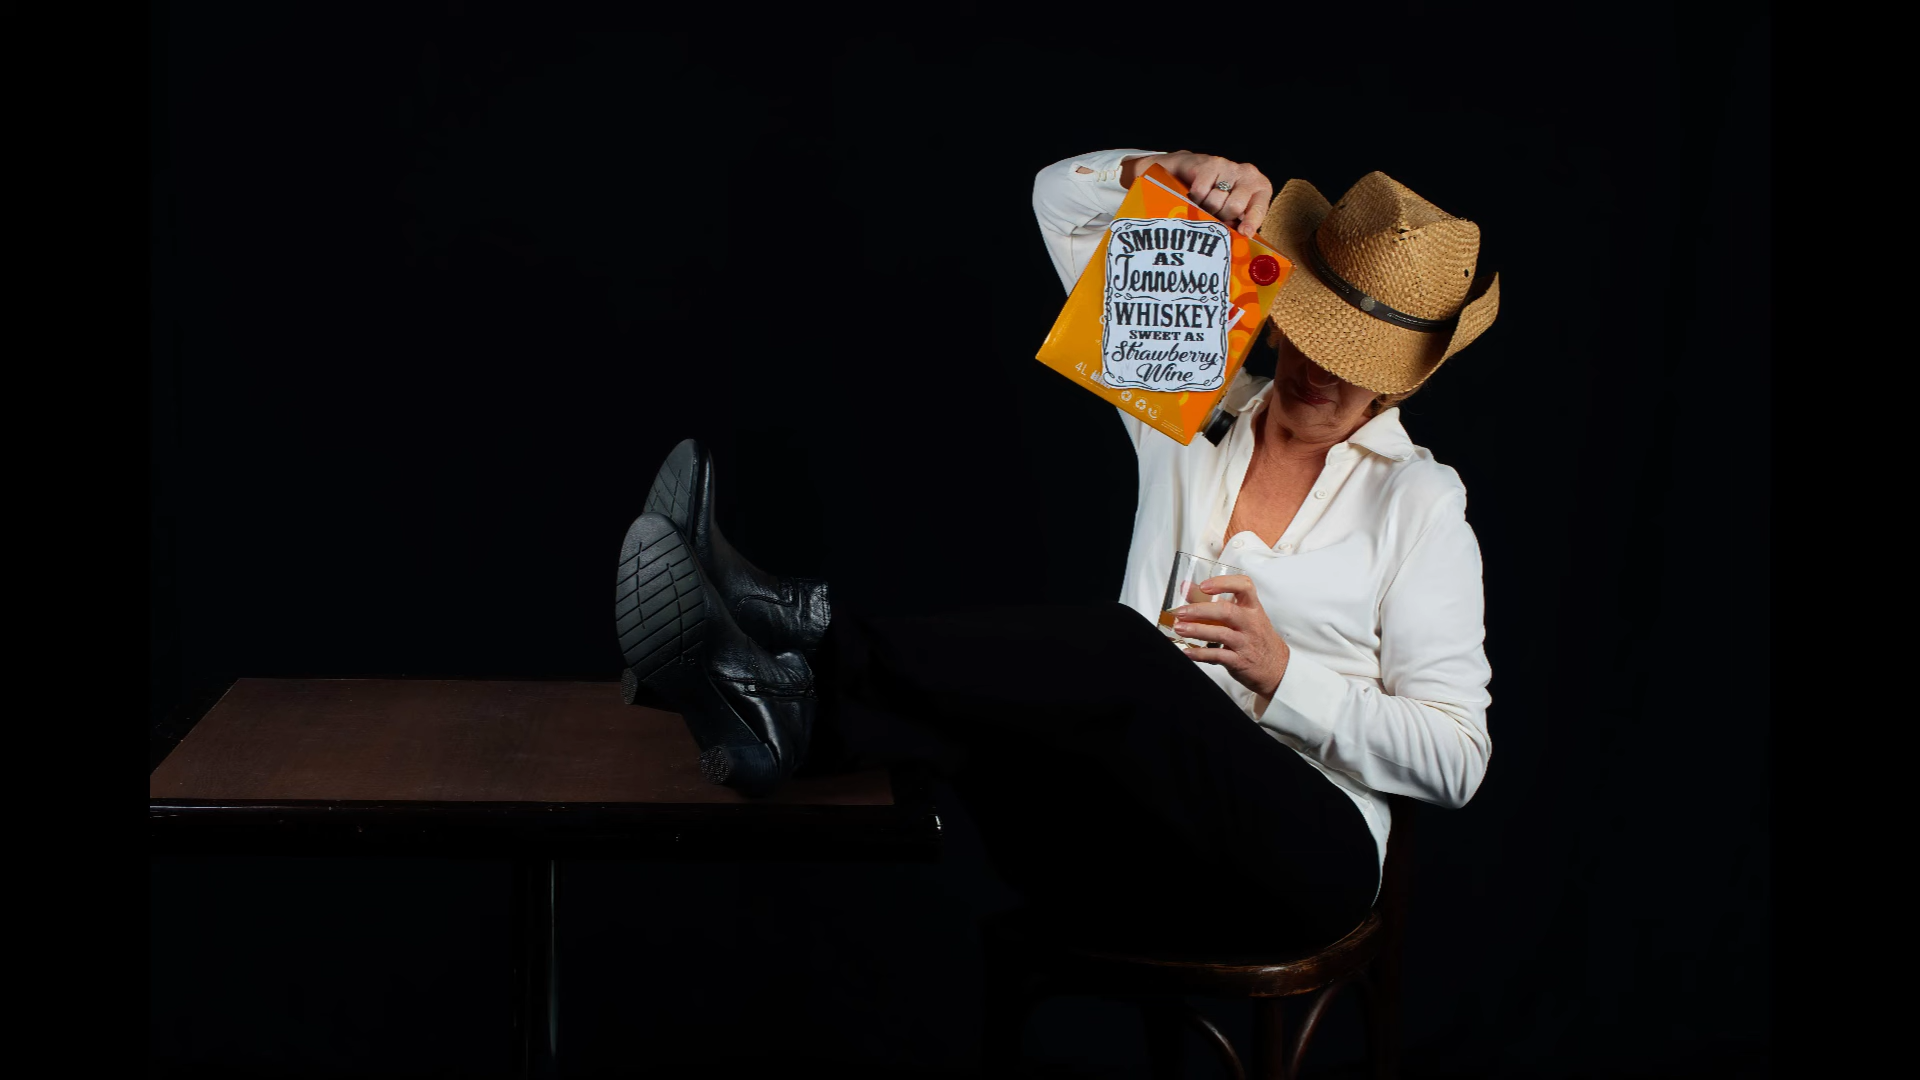 SMOOTH
AS
Tennessee
WHISKEY
SWEET AS
Strawberry
Wine
4L